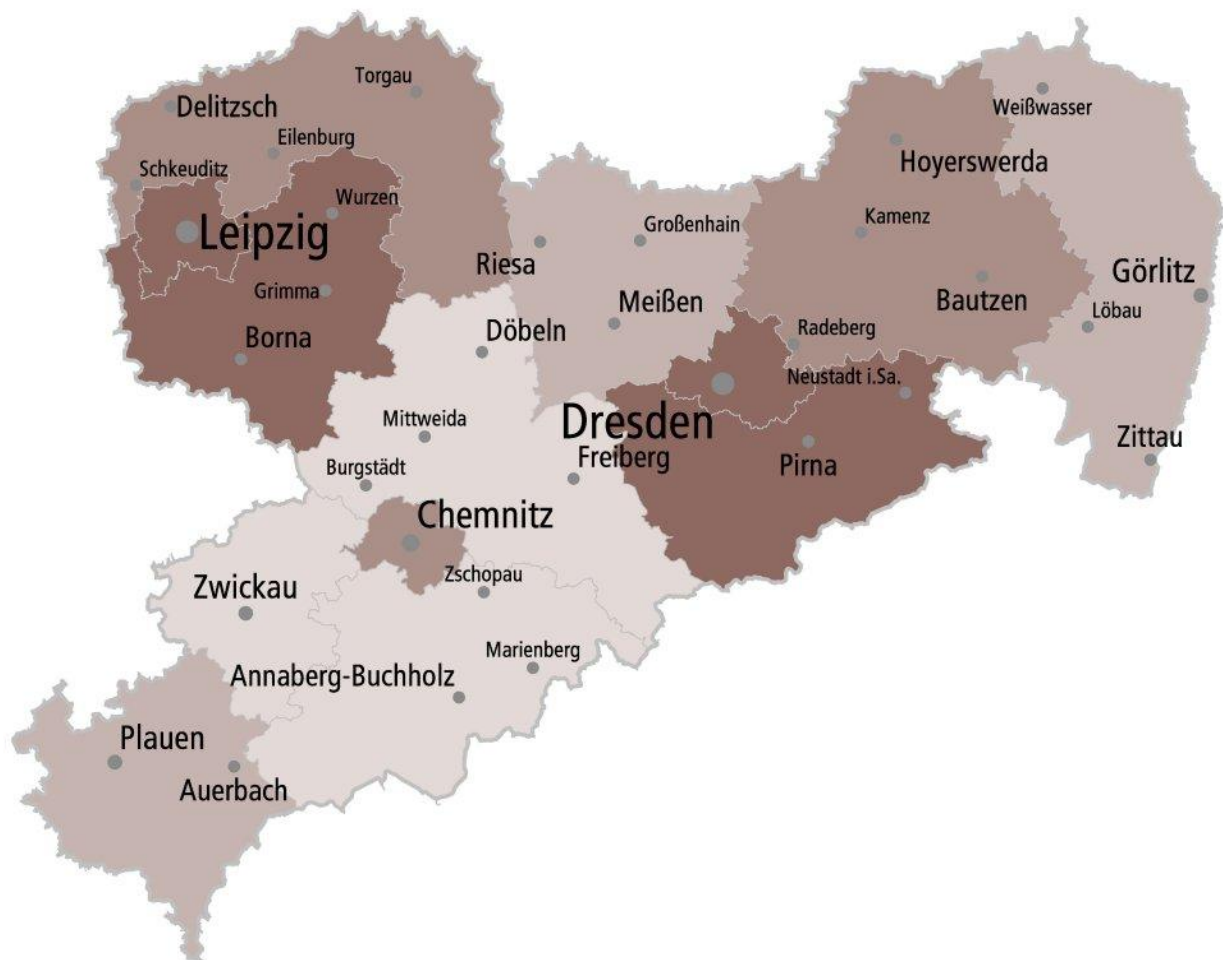 Torgau
Weißwasser
Delitzsch
Eilenburg
Hoyerswerda
Schkeuditz
Wurzen
Kamenz
Großenhain
Leipzig
Riesa
Görlitz
Grimma
Meißen
Bautzen
Löbau
Borna
Döbeln
Radeberg
Neustadt i.Sa.
Mittweida
Dresden
Zittau
Freiberg
Pirna
Burgstädt
Chemnitz
Zschopau
Zwickau
Marienberg
Annaberg-Buchholz
Plauen
Auerbach